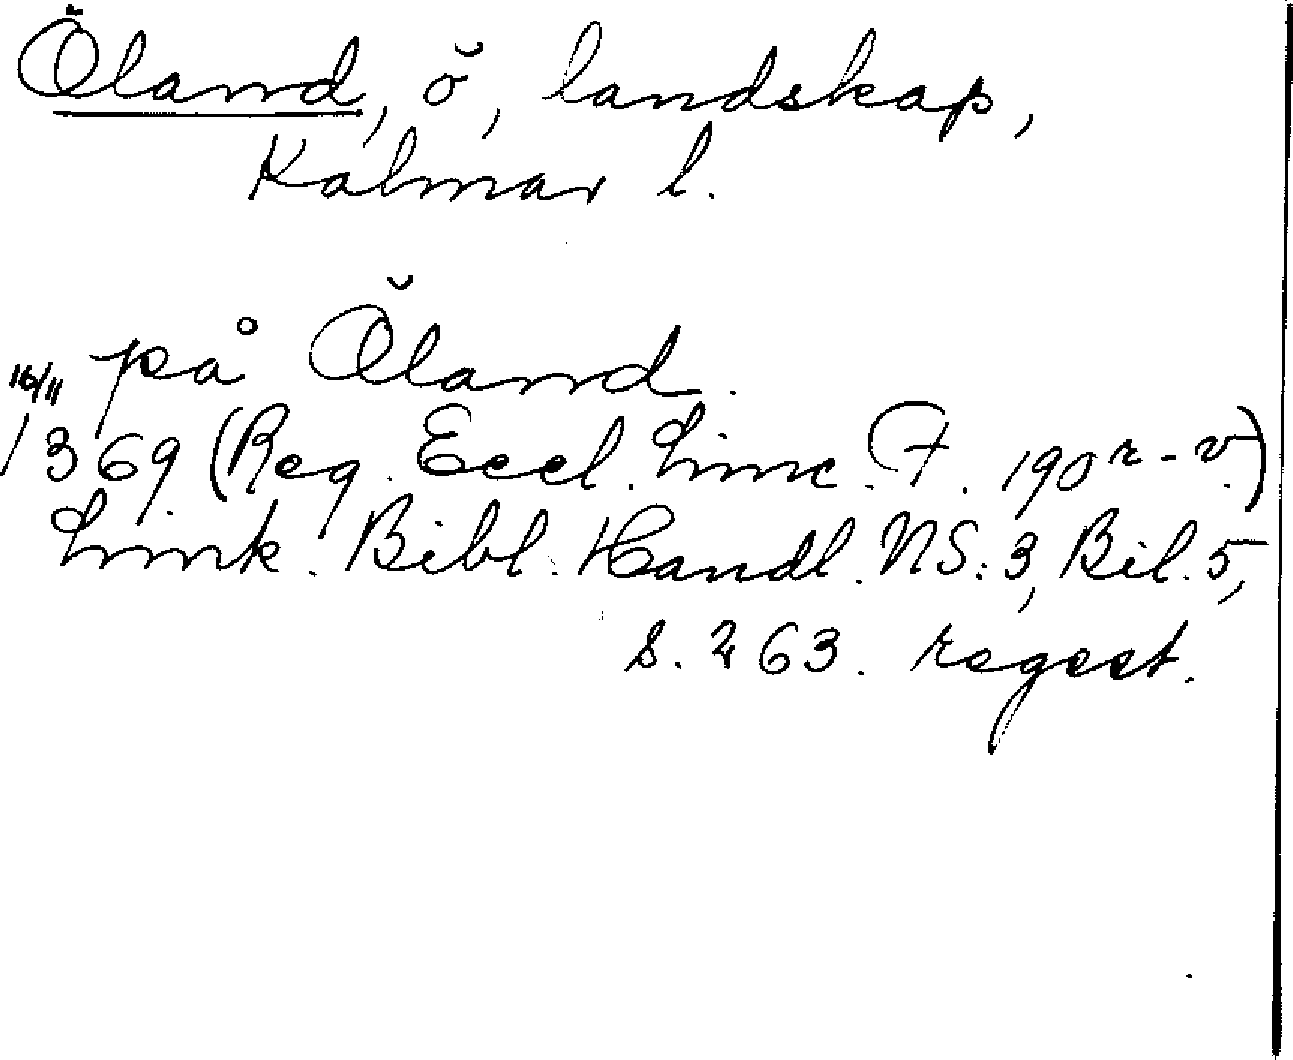 Öland, ö, landskap,
Kalmar l.
på Öland.
16/11
1369. (Reg. Eccl. Linc. F. 190 r-v.)
Link. Bibl. Handl. NS: 3, Bil. 5,
s. 263. regest.